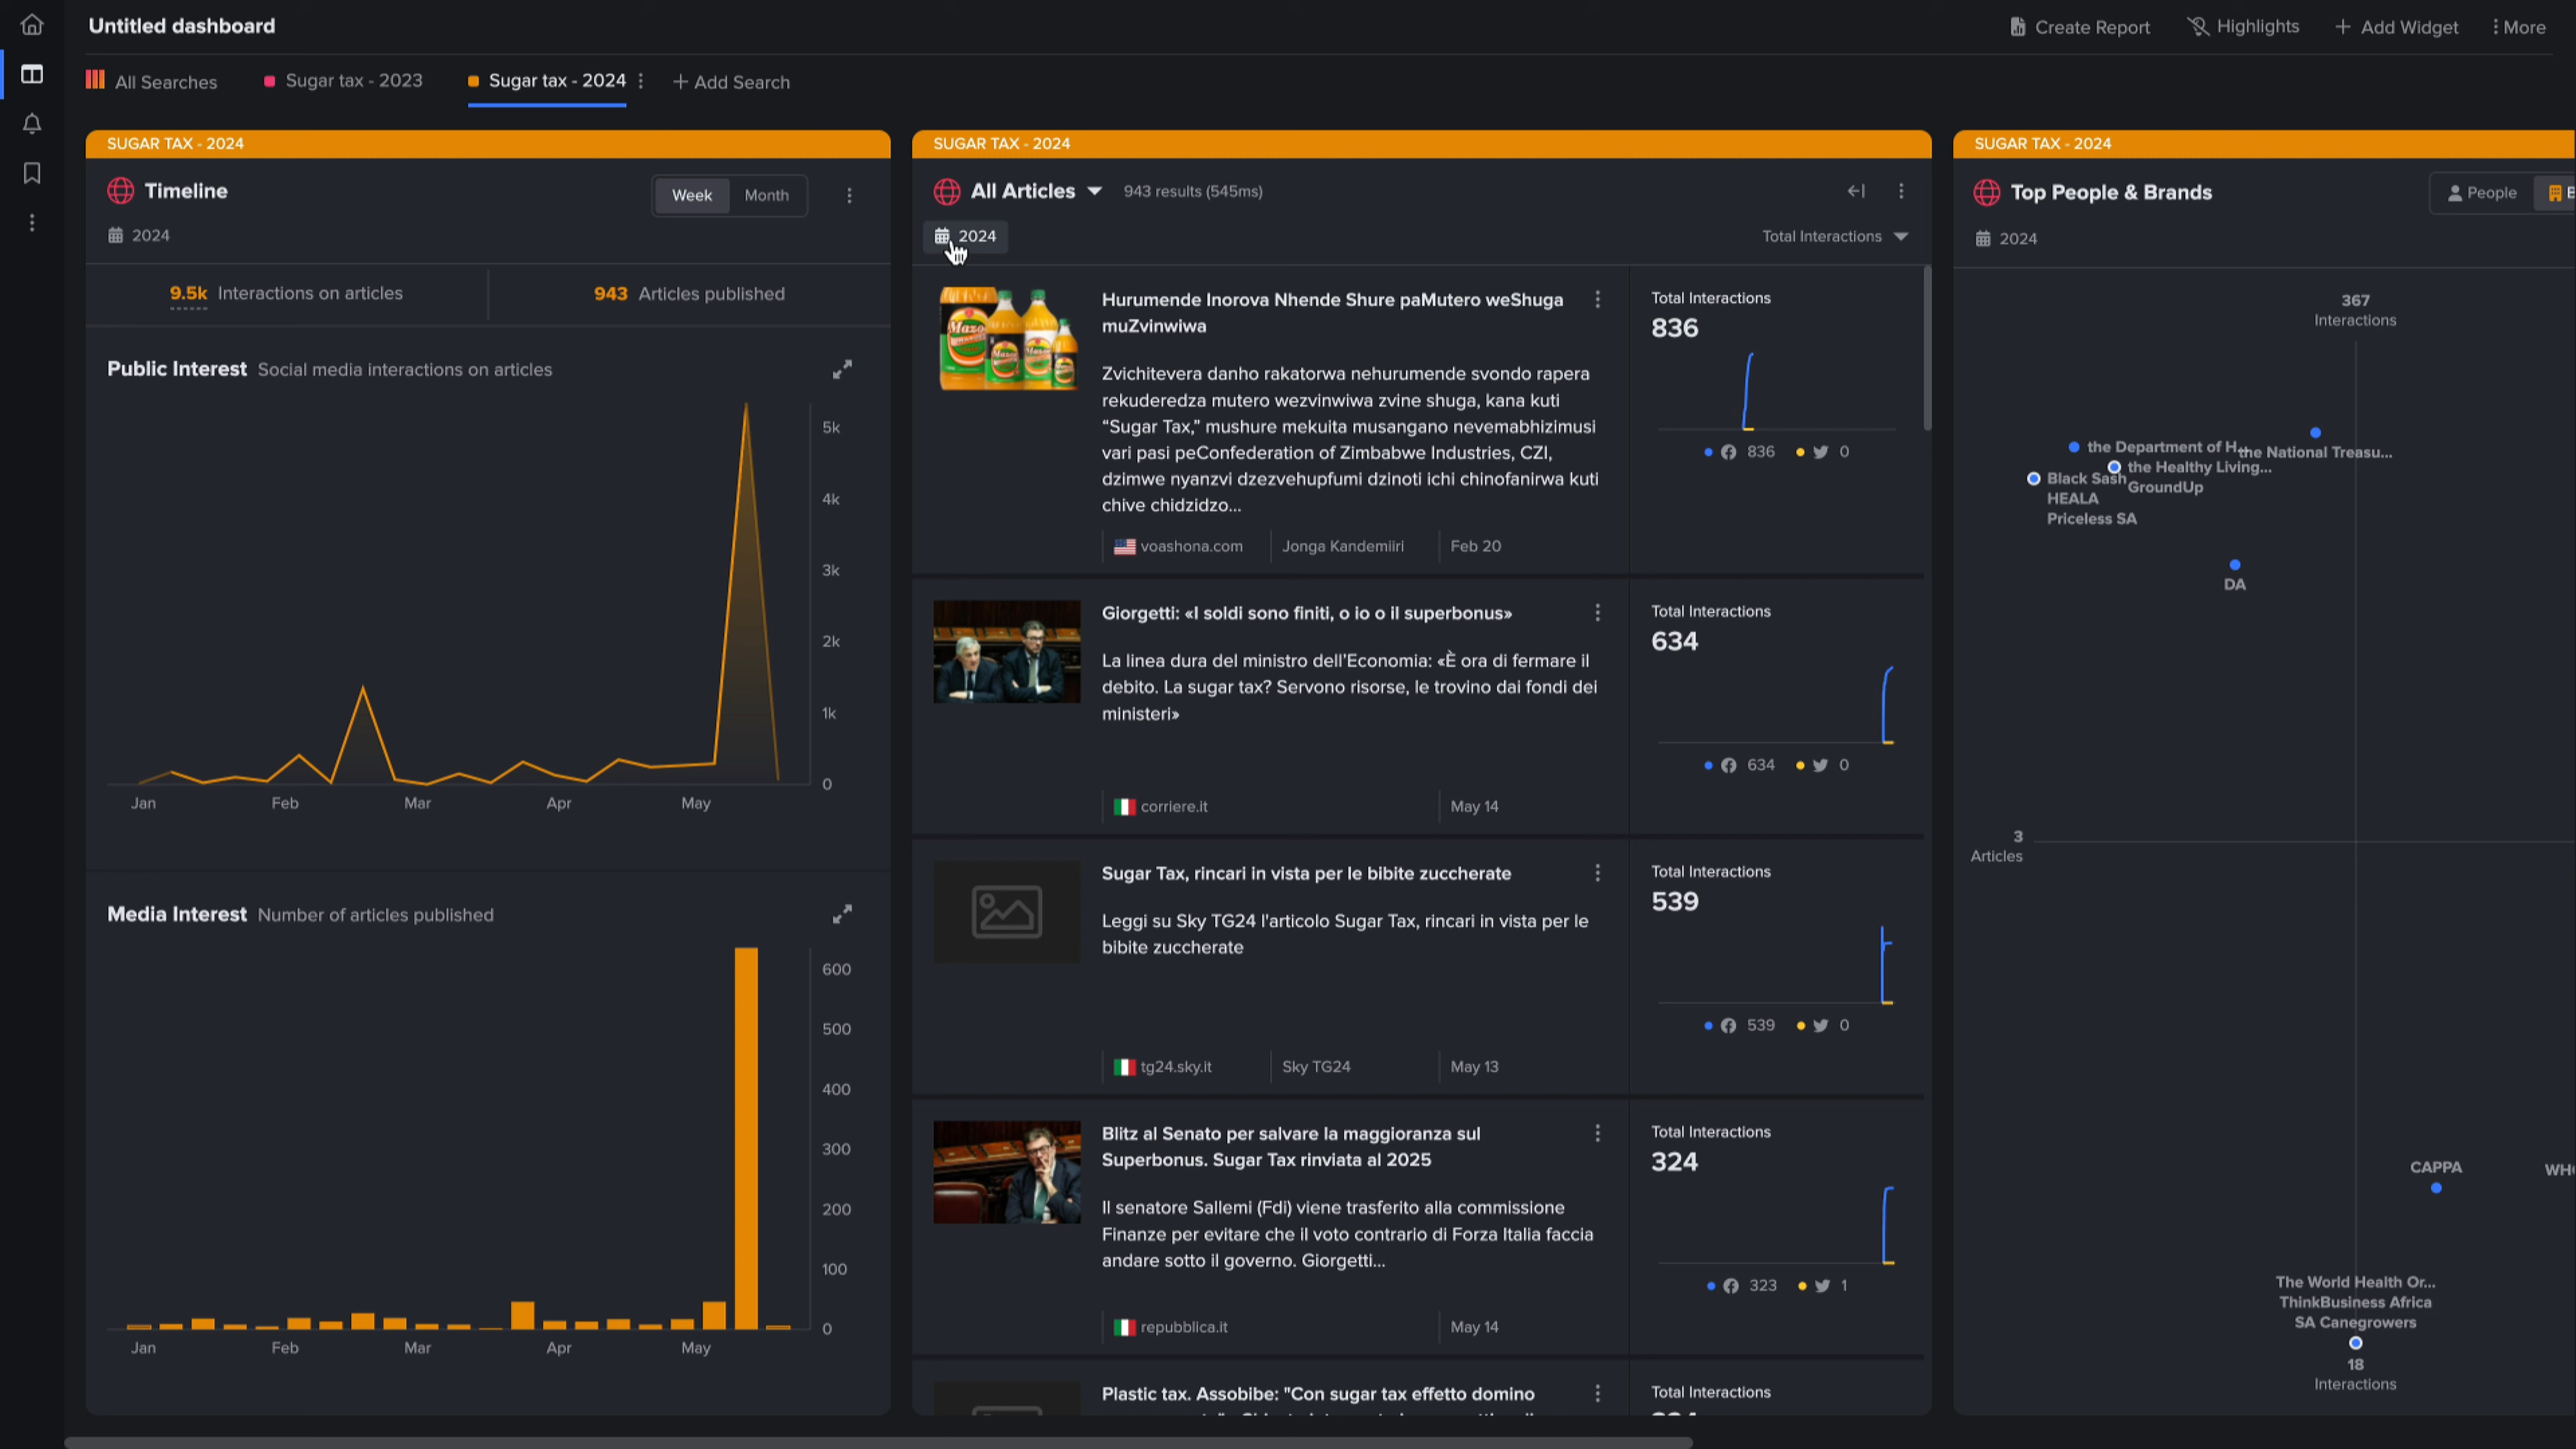 Untitled dashboard
Create Report
Highlights
Add Widget
More
All Searches
Sugar tax - 2023
Sugar tax - 2024
Add Search
SUGAR TAX - 2024
Timeline
Week
Month
2024
9.5k Interactions on articles
943 Articles published
Public Interest Social media interactions on articles
5k
4k
3k
2k
1k
0
Jan Feb Mar Apr May
Media Interest Number of articles published
600
500
400
300
200
100
0
Jan Feb Mar Apr May
SUGAR TAX - 2024
All Articles 943 results (545ms)
2024
Total Interactions
Hurumende Inorova Nhende Shure paMutero weShuga
muZvinwiwa
Zvichitevera danho rakatorwa nehurumende svondo rapera
rekuderedza mutero wezvinwiwa zvine shuga, kana kuti
“Sugar Tax,” mushure mekuita musangano nevemabhizimusi
vari pasi peConfederation of Zimbabwe Industries, CZI,
dzimwe nyanzvi dzezvehupfumi dzinoti ichi chinofanirwa kuti
chive chidzidzo...
voashona.com Jonga Kandemiiri Feb 20
Total Interactions
836
836 0
Mazoe
Giorgetti: «I soldi sono finiti, o io o il superbonus»
La linea dura del ministro dell'Economia: «È ora di fermare il
debito. La sugar tax? Servono risorse, le trovino dai fondi dei
ministeri»
corriere.it May 14
Total Interactions
634
634 0
Sugar Tax, rincari in vista per le bibite zuccherate
Leggi su Sky TG24 l'articolo Sugar Tax, rincari in vista per le
bibite zuccherate
tg24.sky.it Sky TG24 May 13
Total Interactions
539
539 0
Blitz al Senato per salvare la maggioranza sul
Superbonus. Sugar Tax rinviata al 2025
Il senatore Sallemi (Fdi) viene trasferito alla commissione
Finanze per evitare che il voto contrario di Forza Italia faccia
andare sotto il governo. Giorgetti...
repubblica.it May 14
Total Interactions
324
323 1
Plastic tax. Assobibe: "Con sugar tax effetto domino
Total Interactions
SUGAR TAX - 2024
Top People & Brands
People
2024
367
Interactions
the Department of H...
the National Treasu...
the Healthy Living...
GroundUp
Black Sash
HEALA
Priceless SA
DA
3
Articles
CAPPA
The World Health Or...
ThinkBusiness Africa
SA Canegrowers
18
Interactions